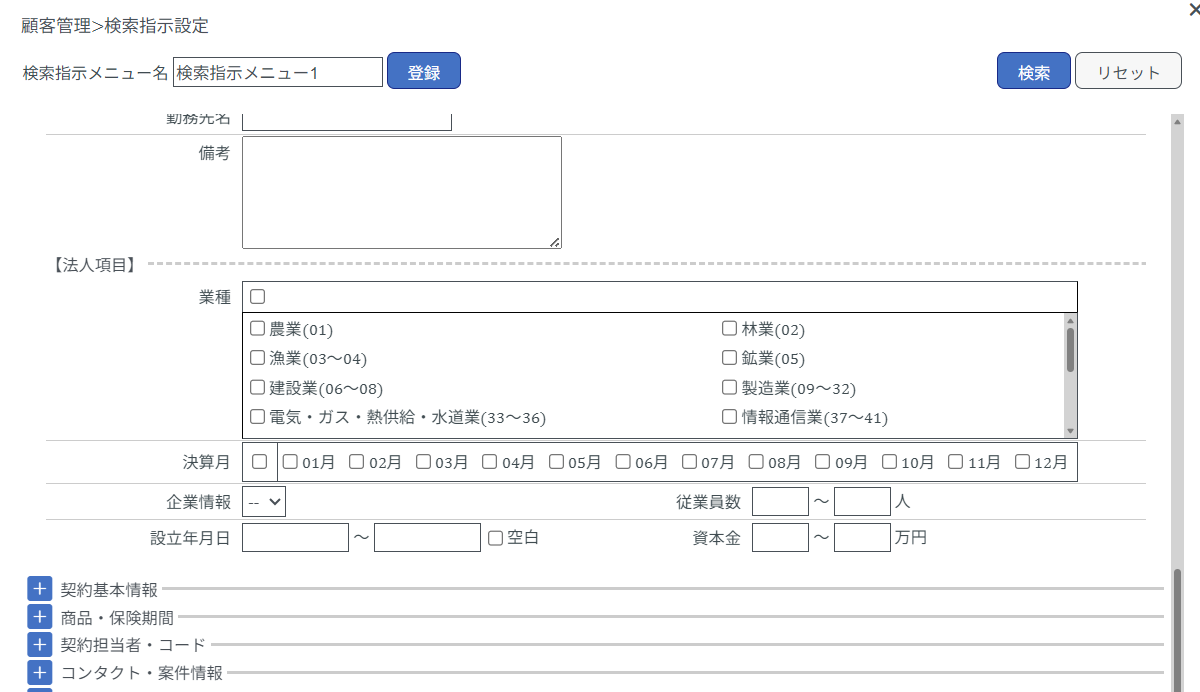 顧客管理>検索指示設定
検索指示メニュー名 検索指示メニュー1 登録 検索 リセット
勤務先名
備考
【法人項目】
業種
農業(01) 林業(02)
漁業(03～04) 鉱業(05)
建設業(06～08) 製造業(09～32)
電気・ガス・熱供給・水道業(33～36) 情報通信業(37～41)
決算月 01月 02月 03月 04月 05月 06月 07月 08月 09月 10月 11月 12月
企業情報 -- 従業員数 ～ 人
設立年月日 ～ 空白 資本金 ～ 万円
契約基本情報
商品・保険期間
契約担当者・コード
コンタクト・案件情報